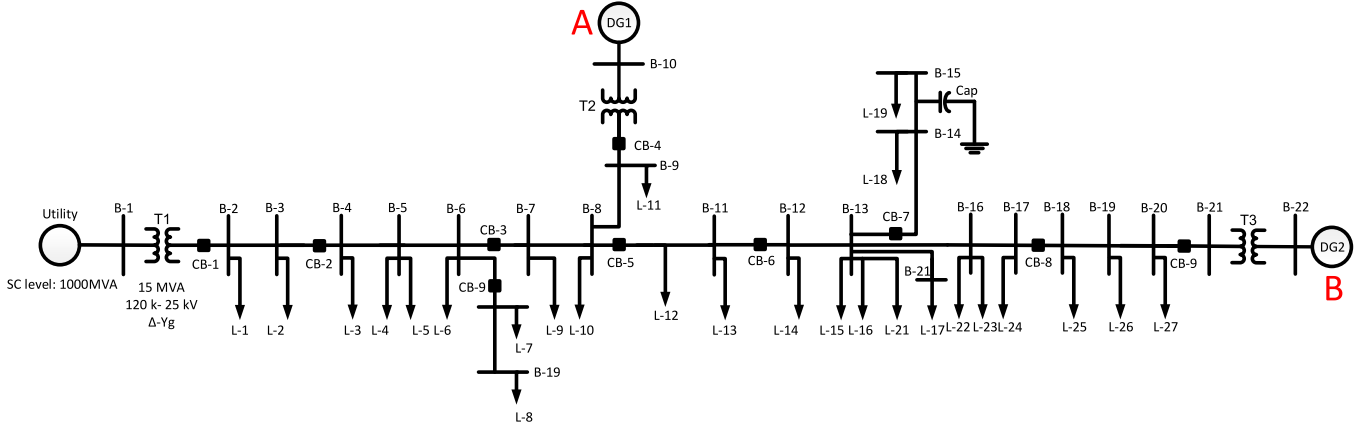 A
DG1
B-10
T2
CB-4
B-9
L-11
B-15
Cap
L-19
B-14
L-18
Utility
B-1
T1
B-2
B-3
B-4
B-5
B-6
CB-3
B-7
B-8
B-11
B-12
B-13
CB-7
B-16
B-17
B-18
B-19
B-20
B-21
T3
B-22
DG2
B
CB-1
CB-2
CB-5
CB-6
CB-8
CB-9
SC level: 1000MVA
15 MVA
120 k- 25 kV
Δ-Yg
CB-9
B-21
L-1
L-2
L-3
L-4
L-5
L-6
L-7
L-9
L-10
L-12
L-13
L-14
L-15
L-16
L-21
L-17
L-22
L-23
L-24
L-25
L-26
L-27
B-19
L-8